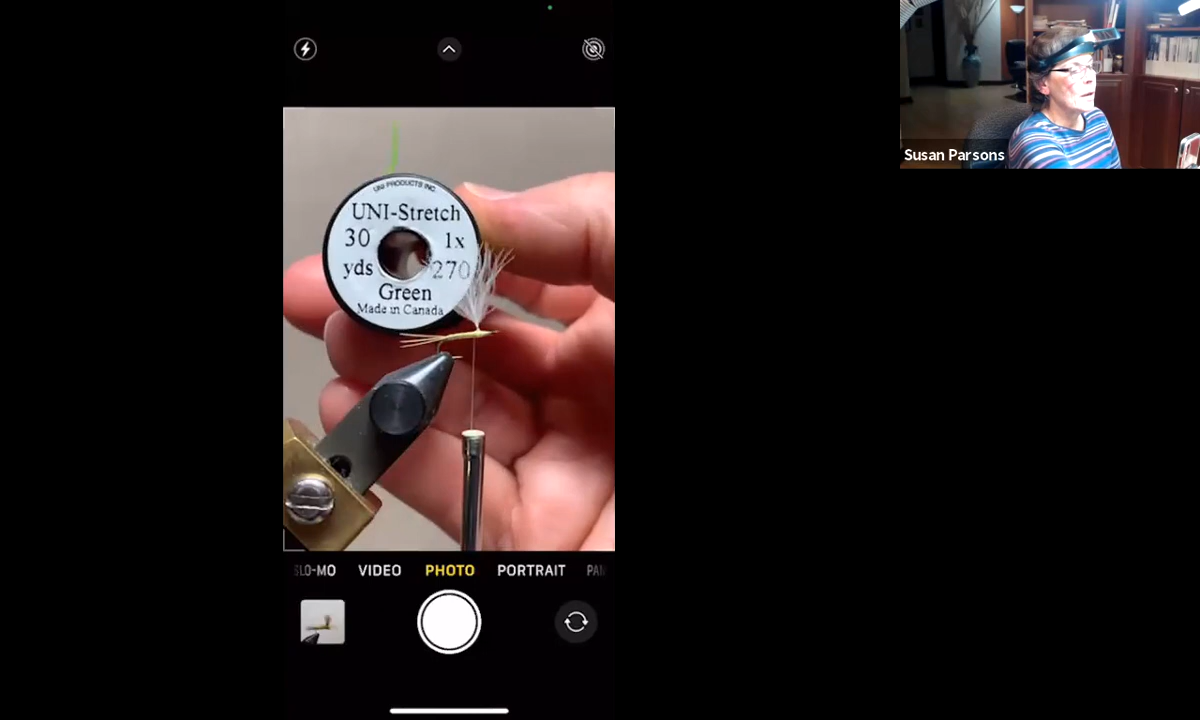 UNI PRODUCTS INC.
UNI-Stretch
30 1x
yds 270
Green
Made in Canada
SLO-MO VIDEO PHOTO PORTRAIT PAN
Susan Parsons